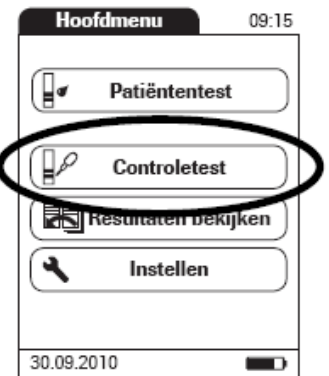 Hoofdmenu 09:15
Patiëntentest
Controletest
Resultaten bekijken
Instellen
30.09.2010